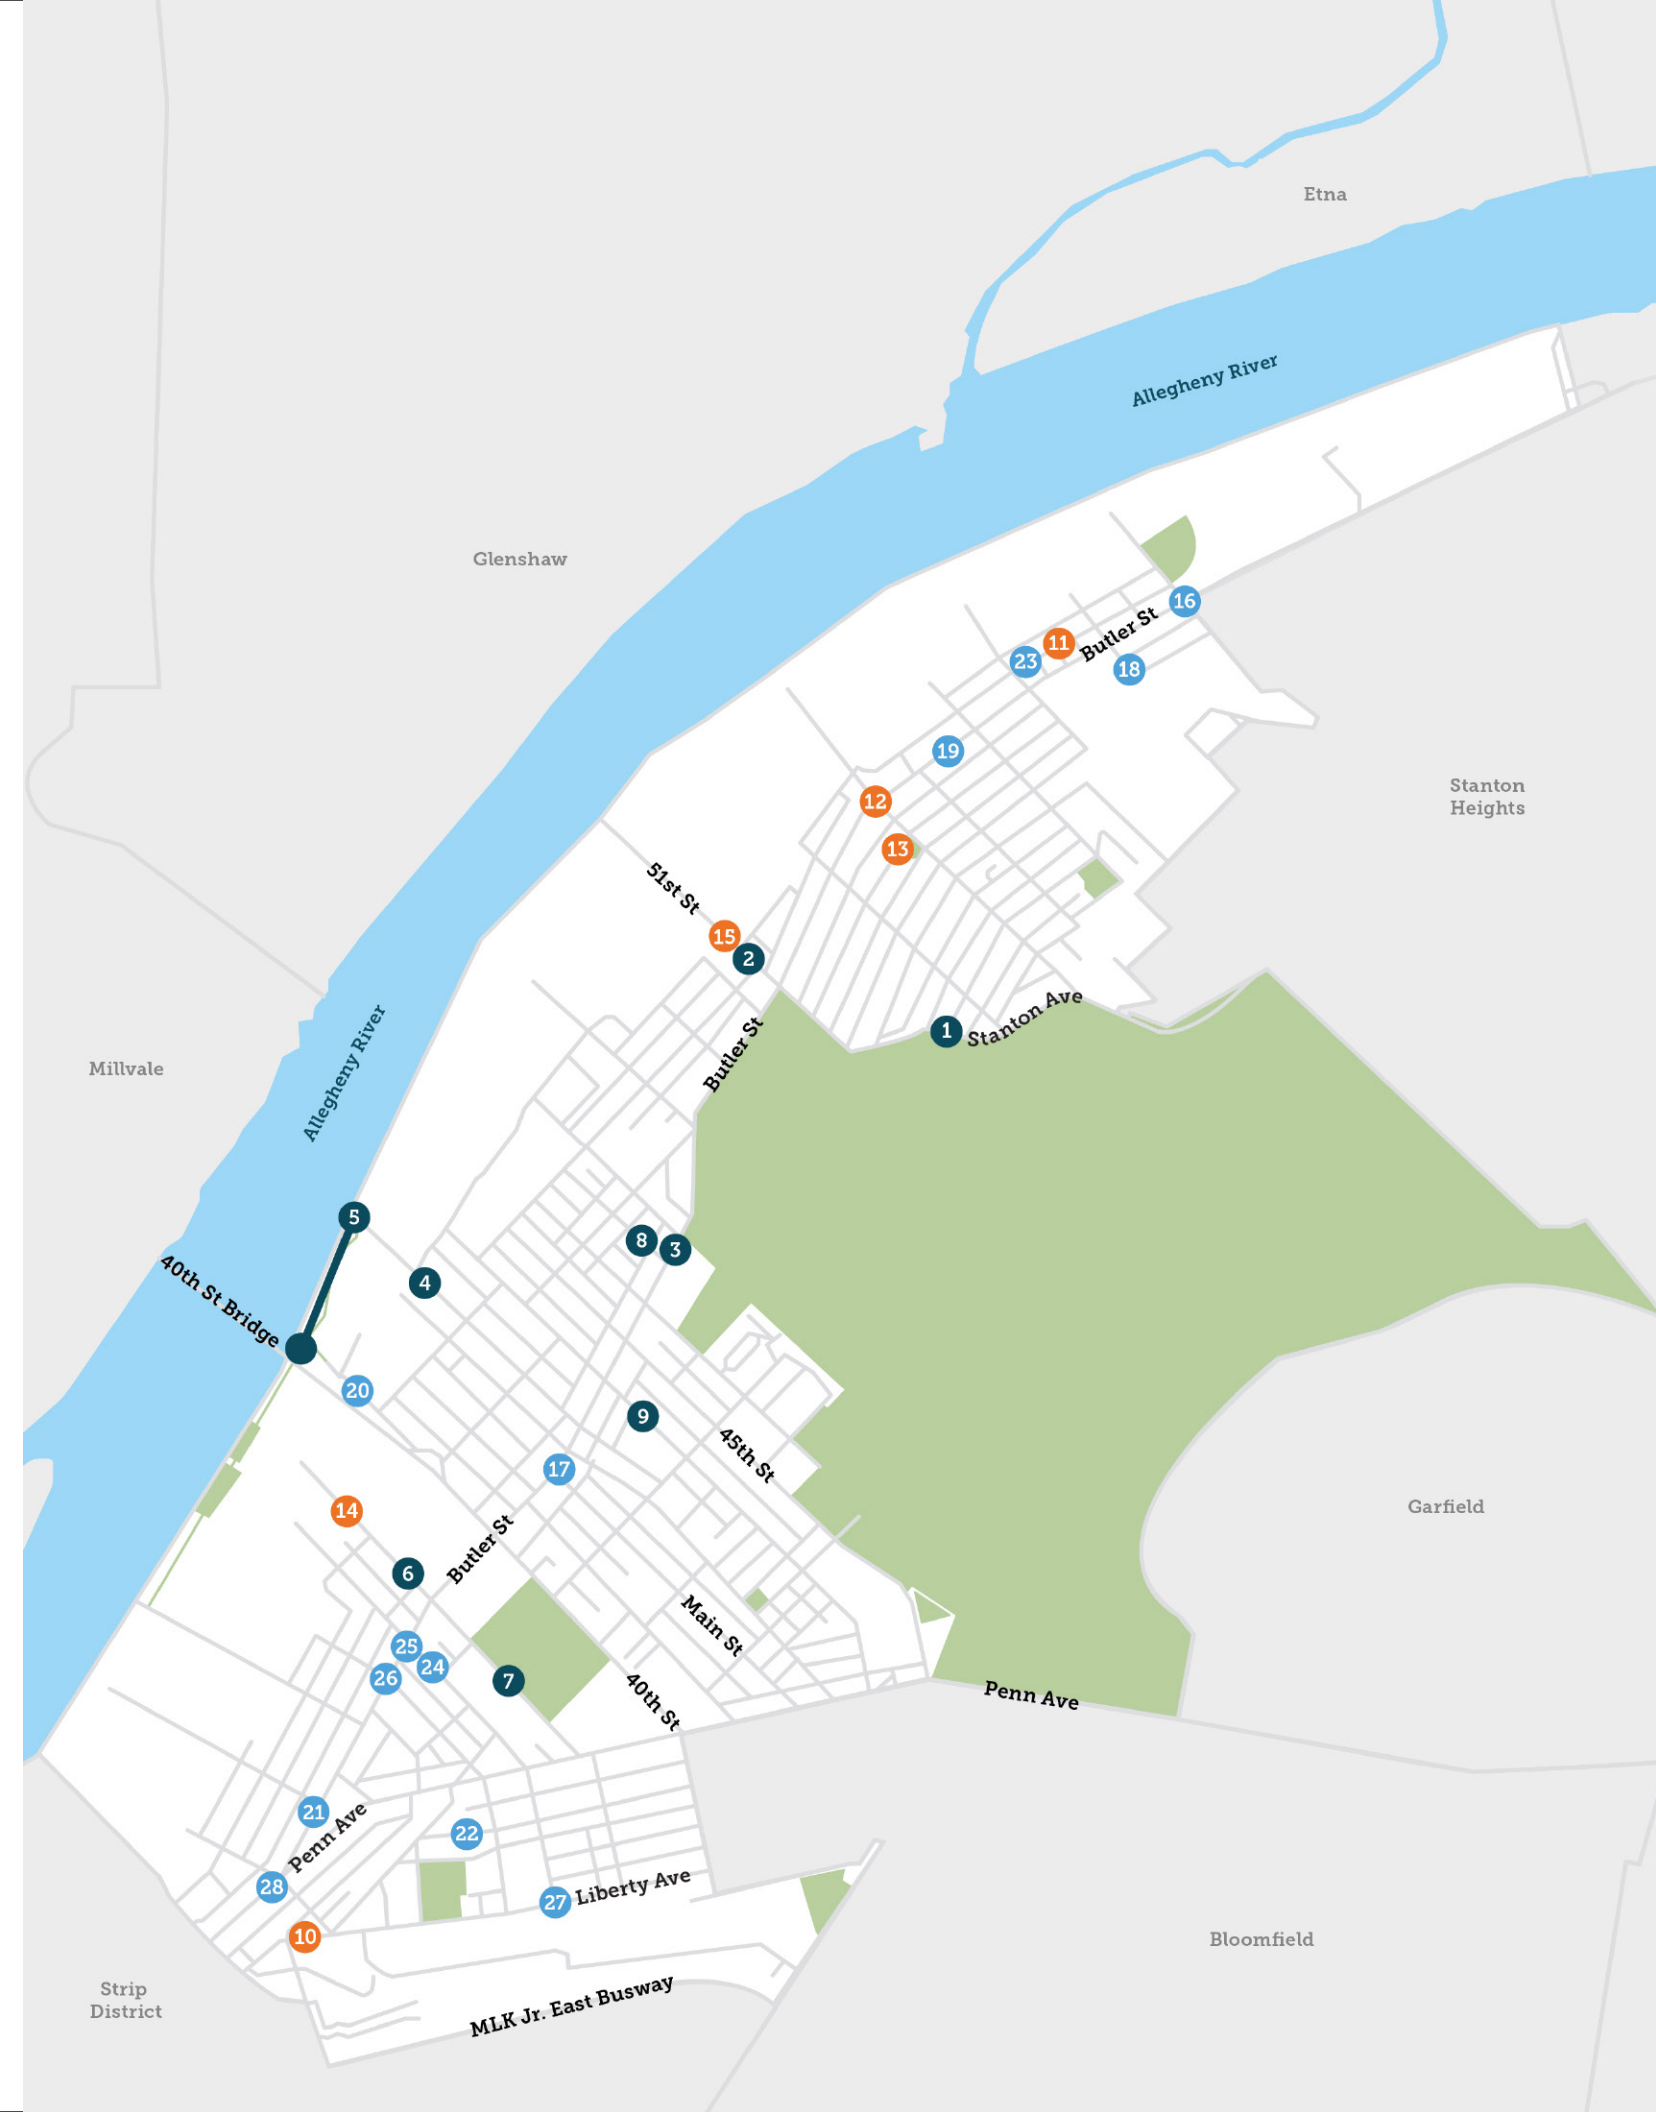 Etna
Allegheny River
Glenshaw
16
Butler St
11
23
18
19
Stanton
Heights
12
13
51st St
15
2
Allegheny River
Butler St
1
Stanton Ave
Millvale
5
8
3
40th St Bridge
4
20
9
45th St
17
14
Butler St
Garfield
6
Main St
25
24
26
7
40th St
Penn Ave
21
Penn Ave
22
28
27
Liberty Ave
10
Bloomfield
Strip
District
MLK Jr. East Busway